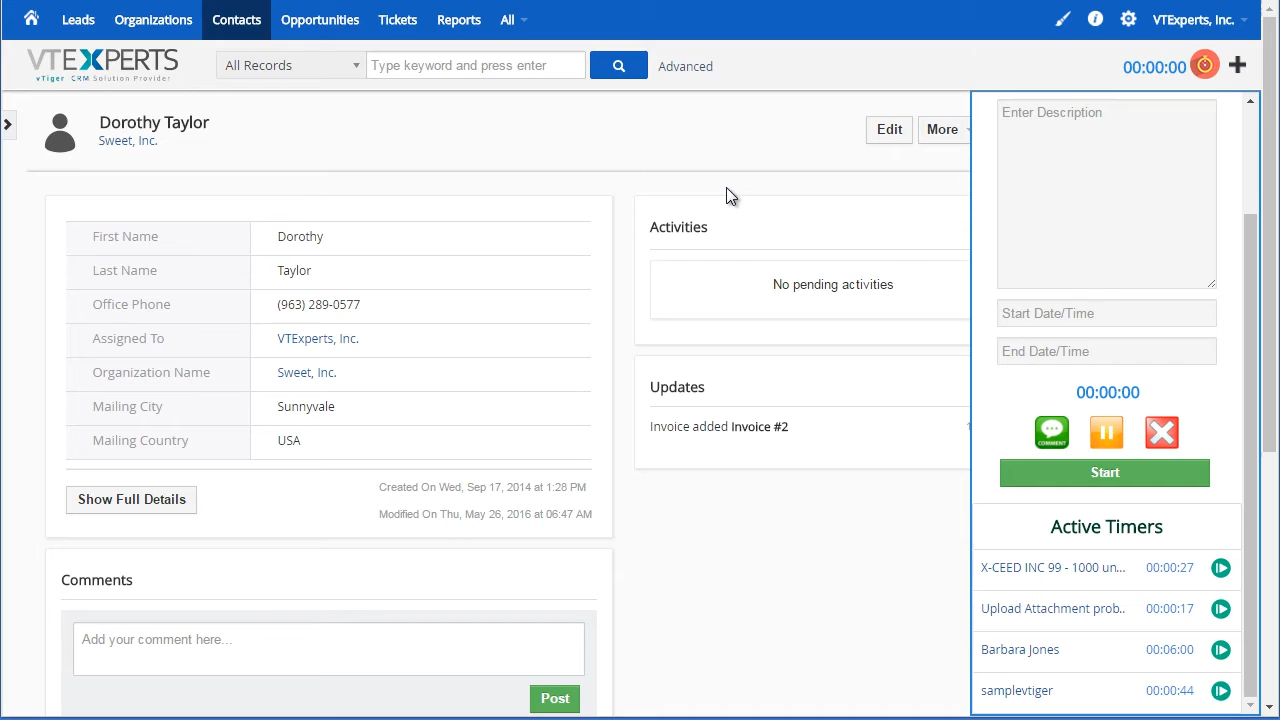 Leads Organizations Contacts Opportunities Tickets Reports All VTExperts, Inc.
VTEXPERTS
vTiger CRM Solution Provider
All Records Type keyword and press enter Advanced 00:00:00
Dorothy Taylor
Sweet, Inc.
Edit More
First Name Dorothy
Last Name Taylor
Office Phone (963) 289-0577
Assigned To VTExperts, Inc.
Organization Name Sweet, Inc.
Mailing City Sunnyvale
Mailing Country USA
Show Full Details
Created On Wed, Sep 17, 2014 at 1:28 PM
Modified On Thu, May 26, 2016 at 06:47 AM
Comments
Add your comment here...
Post
Activities
No pending activities
Updates
Invoice added Invoice #2 1
Enter Description
Start Date/Time
End Date/Time
00:00:00
COMMENT
Start
Active Timers
X-CEED INC 99 - 1000 un... 00:00:27
Upload Attachment prob.. 00:00:17
Barbara Jones 00:06:00
samplevtiger 00:00:44